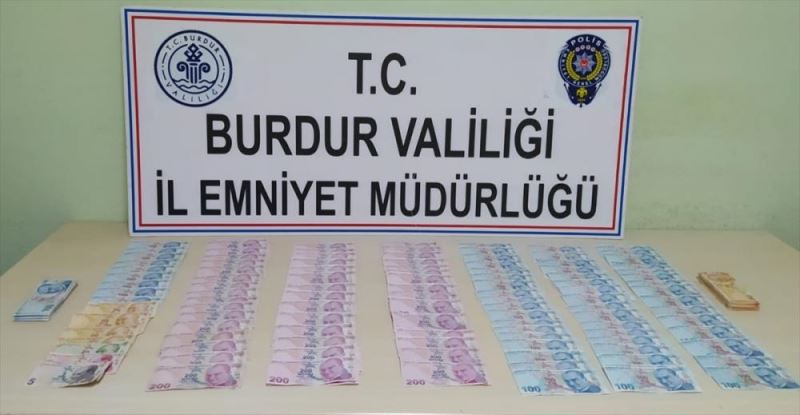 T.C. BURDUR
VALİLİĞİ
POLİS
T.C.
BURDUR VALİLİĞİ
İL EMNİYET MÜDÜRLÜĞÜ
5
200
200
200
100
100
100